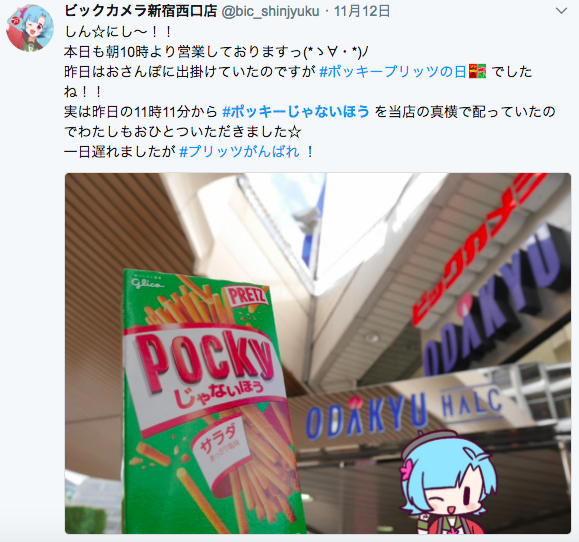 ビックカメラ新宿西口店 @bic_shinjyuku · 11月12日
しん☆にし～！！
本日も朝10時より営業しておりますっ(*ゝ∀・*)ﾉ
昨日はおさんぽに出掛けていたのですが #ポッキープリッツの日 でした
ね！！
実は昨日の11時11分から #ポッキーじゃないほう を当店の真横で配っていたの
でわたしもおひとついただきました☆
一日遅れましたが #プリッツがんばれ ！
ビックカメラ
ODAKYU
Glico
PRETZ
POCKY
じゃないほう
サラダ
ODAKYU HALC